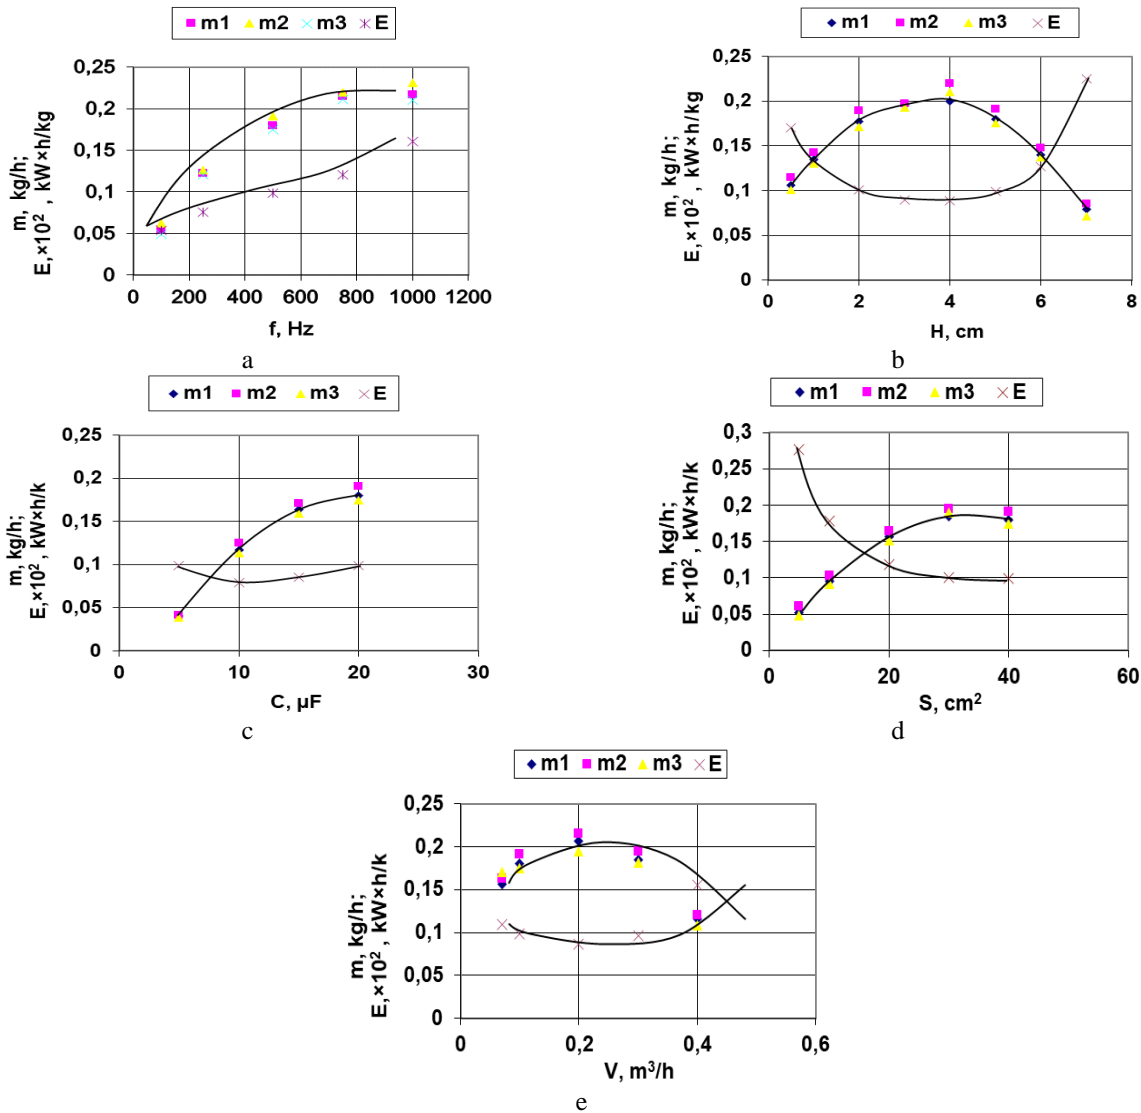 m1 m2 m3 E
m, kg/h;
E,×10² , kW×h/kg
0,25
0,2
0,15
0,1
0,05
0
0 200 400 600 800 1000 1200
f, Hz
a
m1 m2 m3 E
m, kg/h;
E,×10² , kW×h/kg
0,25
0,2
0,15
0,1
0,05
0
0 2 4 6 8
H, cm
b
m1 m2 m3 E
m, kg/h;
E,×10² , kW×h/k
0,25
0,2
0,15
0,1
0,05
0
0 10 20 30
C, µF
c
m1 m2 m3 E
m, kg/h;
E,×10² , kW×h/k
0,3
0,25
0,2
0,15
0,1
0,05
0
0 20 40 60
S, cm²
d
m1 m2 m3 E
m, kg/h;
E,×10² , kW×h/k
0,25
0,2
0,15
0,1
0,05
0
0 0,2 0,4 0,6
V, m³/h
e